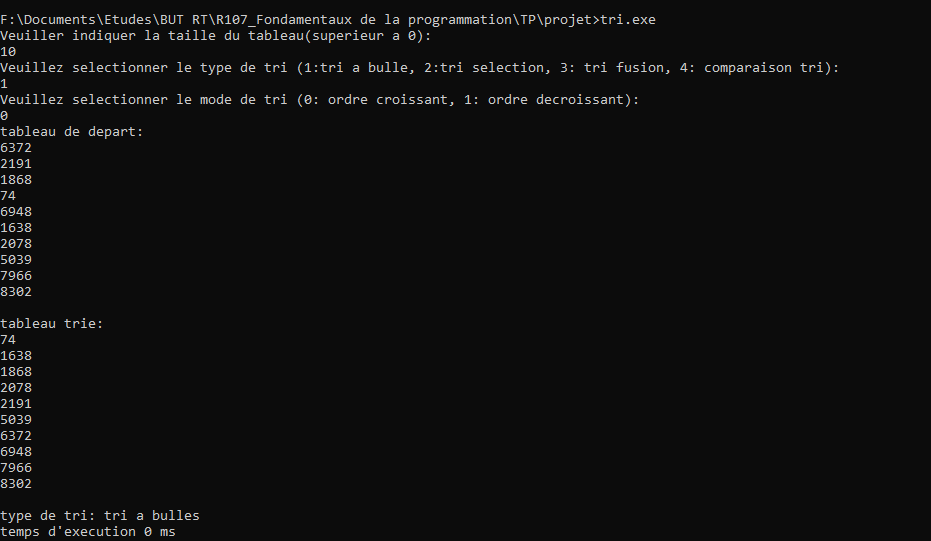 F:\Documents\Etudes\BUT RT\R107_Fondamentaux de la programmation\TP\projet>tri.exe
Veuiller indiquer la taille du tableau(superieur a 0):
10
Veuillez selectionner le type de tri (1:tri a bulle, 2:tri selection, 3: tri fusion, 4: comparaison tri):
1
Veuillez selectionner le mode de tri (0: ordre croissant, 1: ordre decroissant):
0
tableau de depart:
6372
2191
1868
74
6948
1638
2078
5039
7966
8302
tableau trie:
74
1638
1868
2078
2191
5039
6372
6948
7966
8302
type de tri: tri a bulles
temps d'execution 0 ms